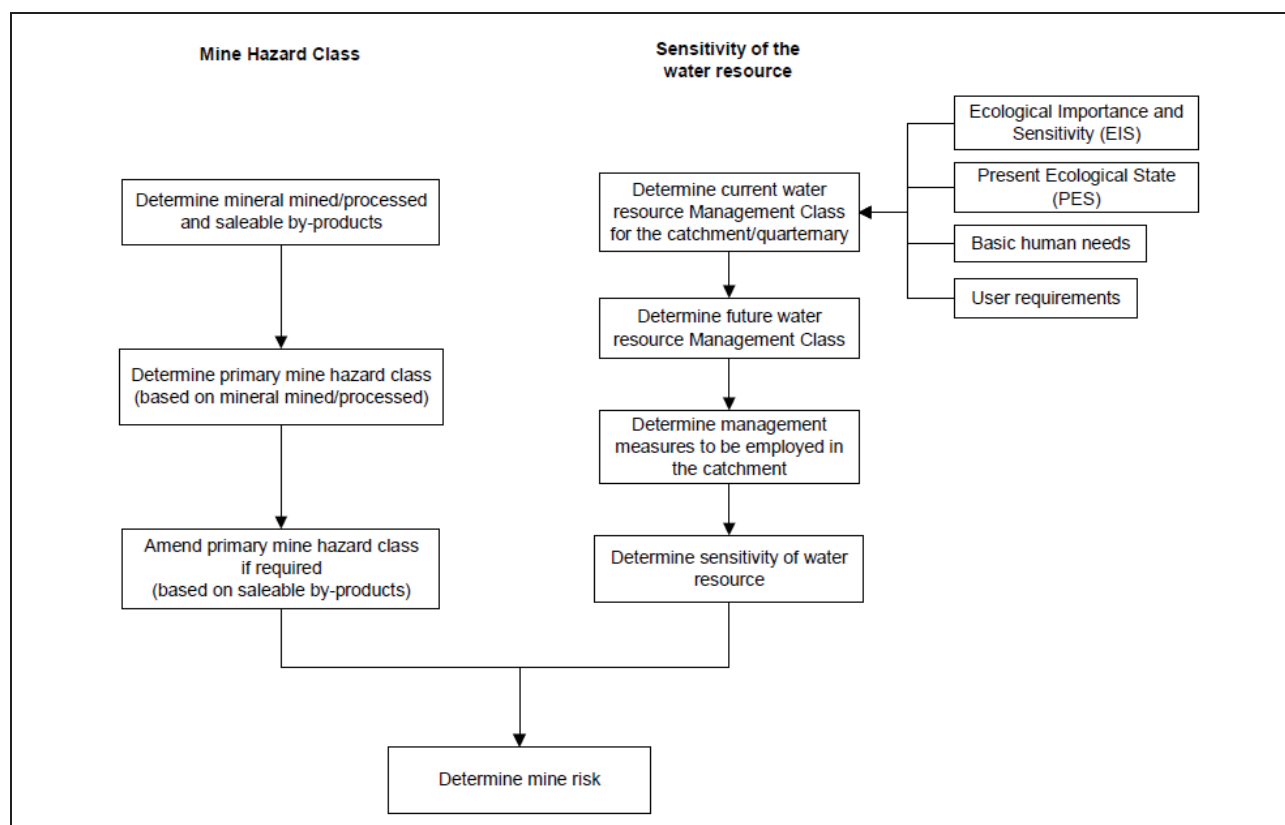 Mine Hazard Class
Sensitivity of the
water resource
Determine mineral mined/processed
and saleable by-products
Determine primary mine hazard class
(based on mineral mined/processed)
Amend primary mine hazard class
if required
(based on saleable by-products)
Determine current water
resource Management Class
for the catchment/quarternary
Determine future water
resource Management Class
Determine management
measures to be employed in
the catchment
Determine sensitivity of water
resource
Ecological Importance and
Sensitivity (EIS)
Present Ecological State
(PES)
Basic human needs
User requirements
Determine mine risk